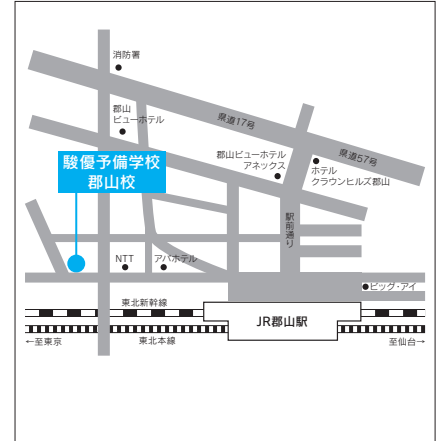 消防署
郡山
ビューホテル
県道17号
県道57号
郡山ビューホテル
アネックス
ホテル
クラウンヒルズ郡山
駿優予備学校
郡山校
駅前通り
NTT
アパホテル
ビッグ・アイ
東北新幹線
JR郡山駅
←至東京
東北本線
至仙台→